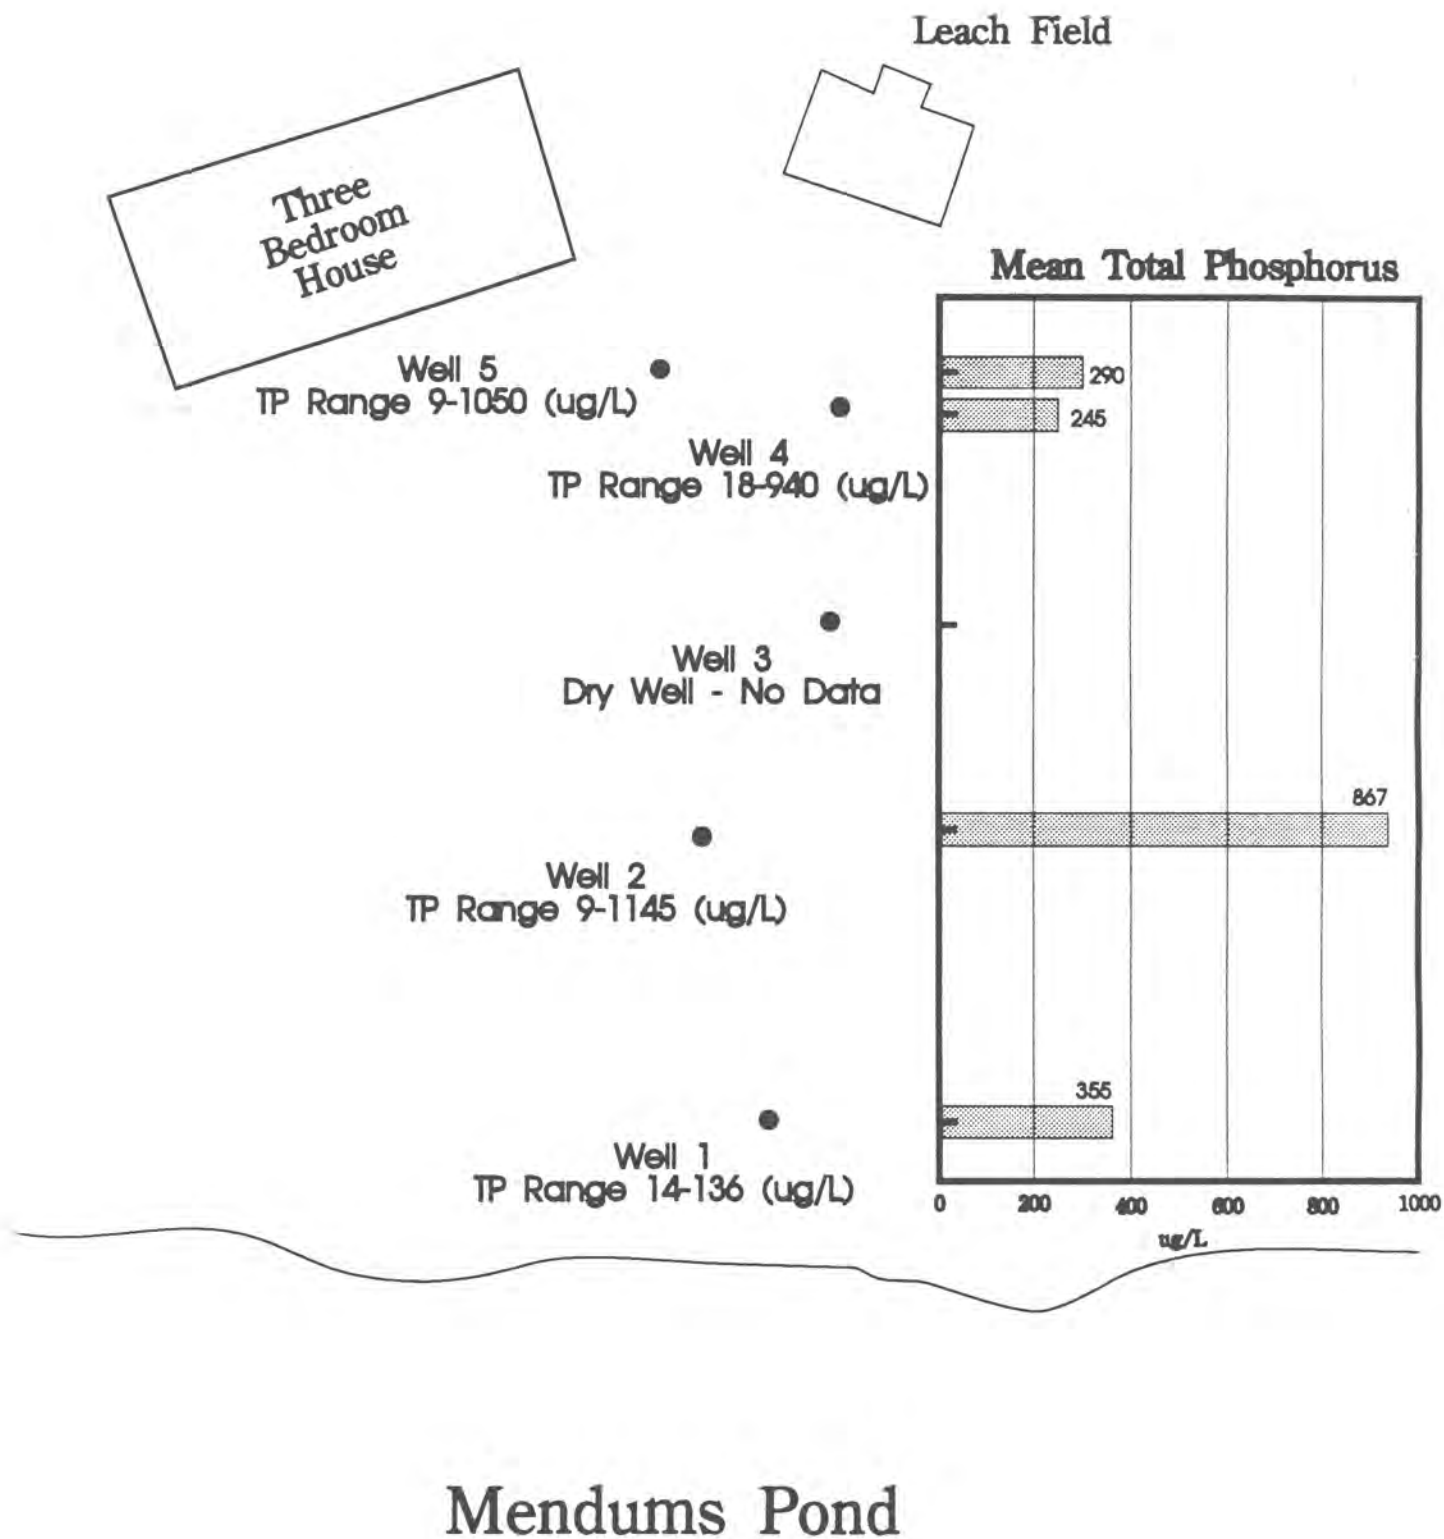 Leach Field
Three
Bedroom
House
Mean Total Phosphorus
Well 5
TP Range 9-1050 (ug/L)
290
245
Well 4
TP Range 18-940 (ug/L)
Well 3
Dry Well - No Data
867
Well 2
TP Range 9-1145 (ug/L)
355
Well 1
TP Range 14-136 (ug/L)
0 200 400 600 800 1000
ug/L
Mendums Pond